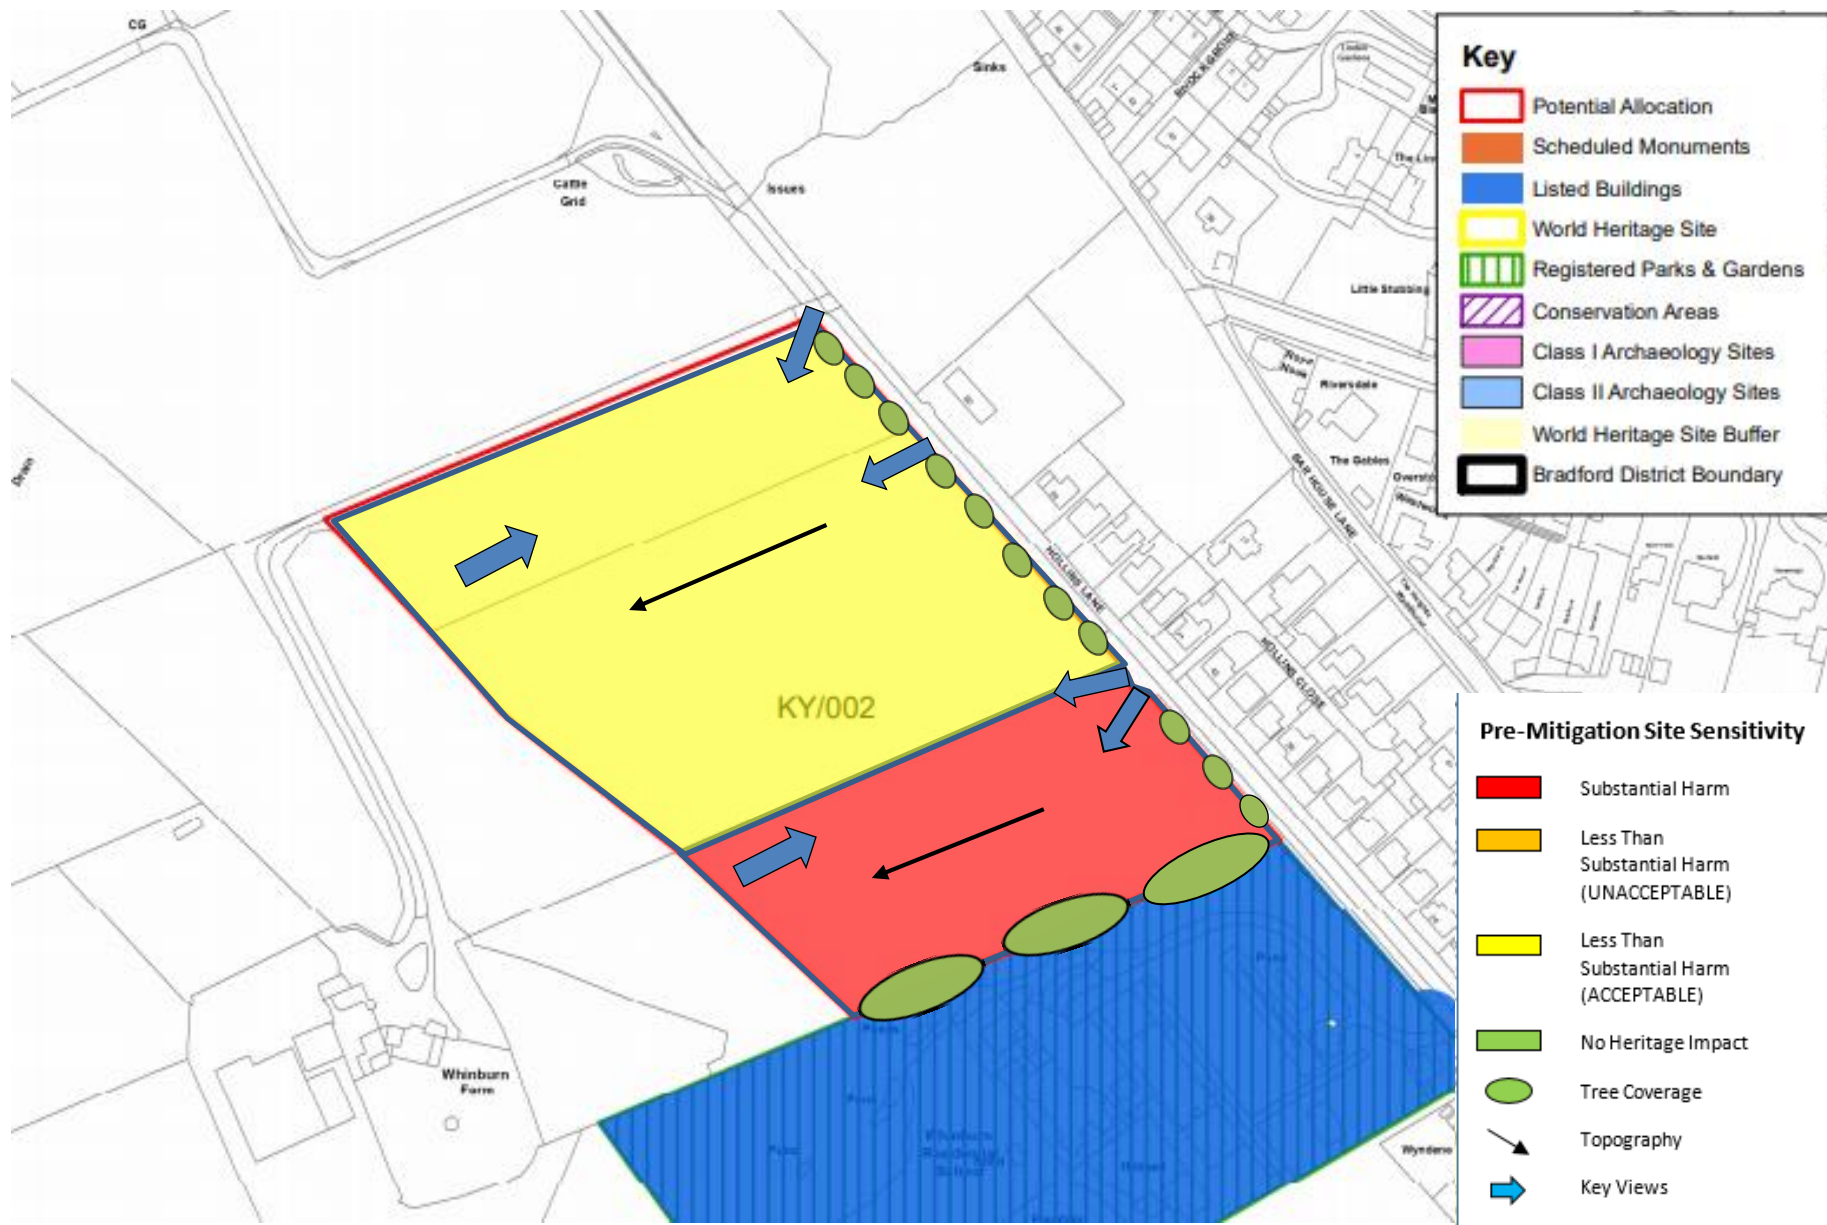 CG
Sinks
Cattle
Grid
Issues
Drain
Little Stubbing
Riversdale
The Gables
BAR HOUSE LANE
HOLLINS LANE
HOLLINS CLOSE
KY/002
Whinburn
Farm
Wyndene
Key
Potential Allocation
Scheduled Monuments
Listed Buildings
World Heritage Site
Registered Parks & Gardens
Conservation Areas
Class I Archaeology Sites
Class II Archaeology Sites
World Heritage Site Buffer
Bradford District Boundary
Pre-Mitigation Site Sensitivity
Substantial Harm
Less Than
Substantial Harm
(UNACCEPTABLE)
Less Than
Substantial Harm
(ACCEPTABLE)
No Heritage Impact
Tree Coverage
Topography
Key Views